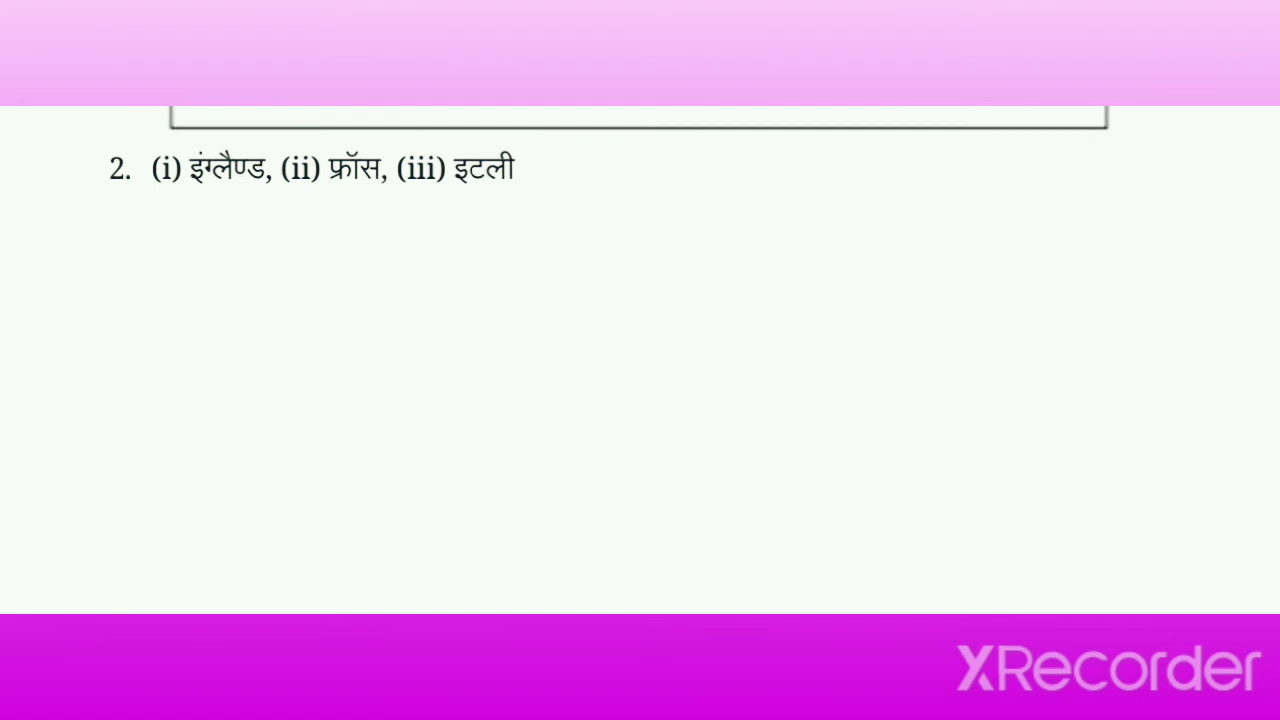 2. (i) इंग्लैण्ड, (ii) फ्रॉस, (iii) इटली
XRecorder